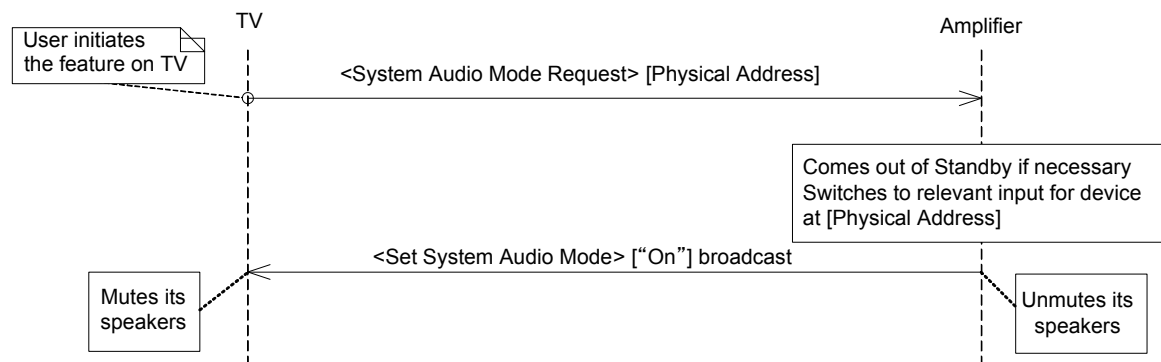 TV
Amplifier
User initiates
the feature on TV
<System Audio Mode Request> [Physical Address]
Comes out of Standby if necessary
Switches to relevant input for device
at [Physical Address]
<Set System Audio Mode> [“On”] broadcast
Mutes its
speakers
Unmutes its
speakers